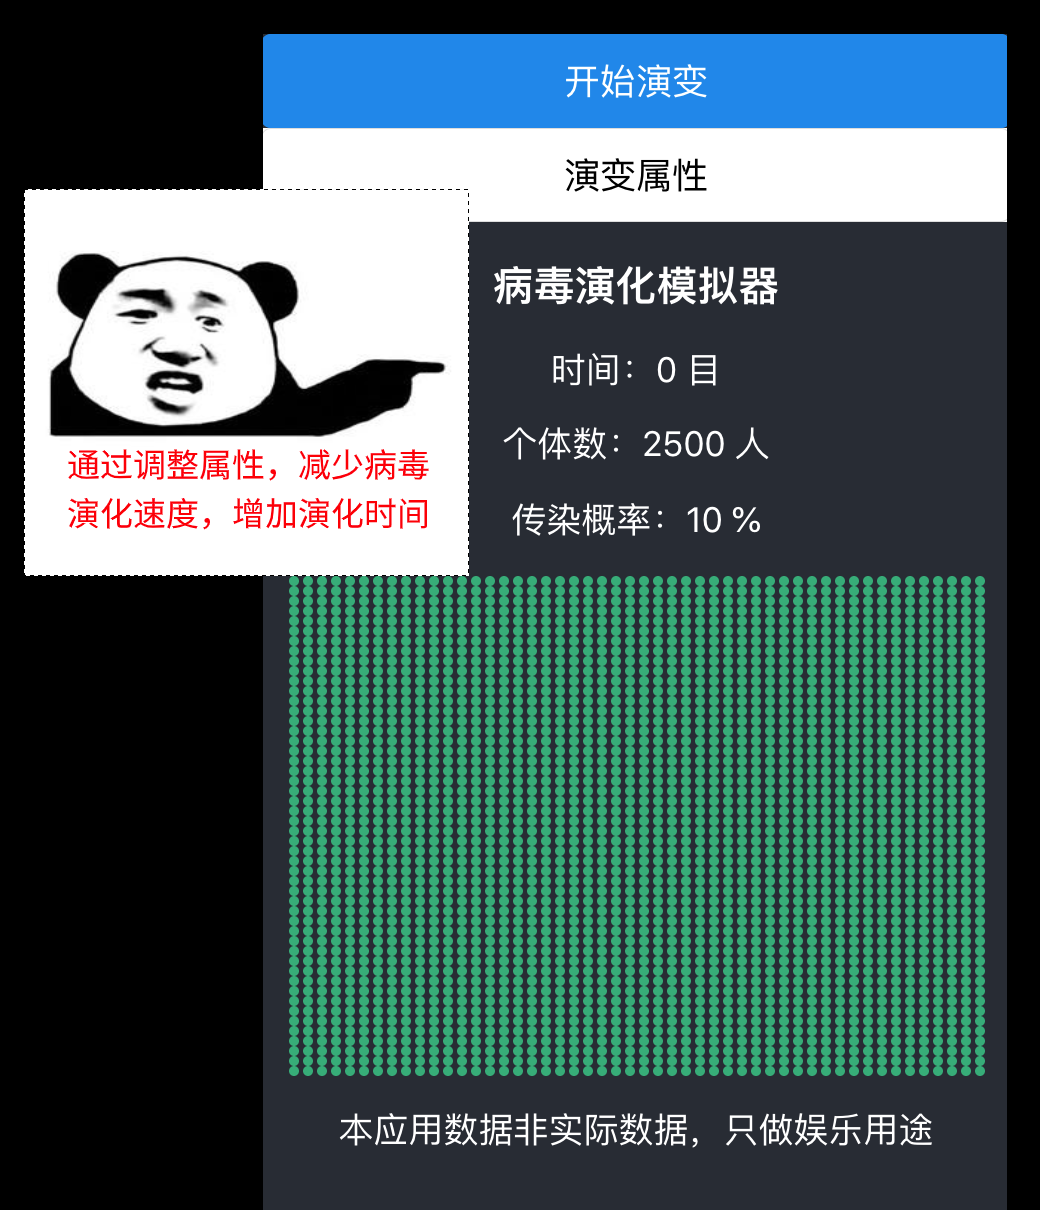 开始演变
演变属性
病毒演化模拟器
时间：0 目
个体数：2500 人
传染概率：10 %
通过调整属性，减少病毒
演化速度，增加演化时间
本应用数据非实际数据，只做娱乐用途